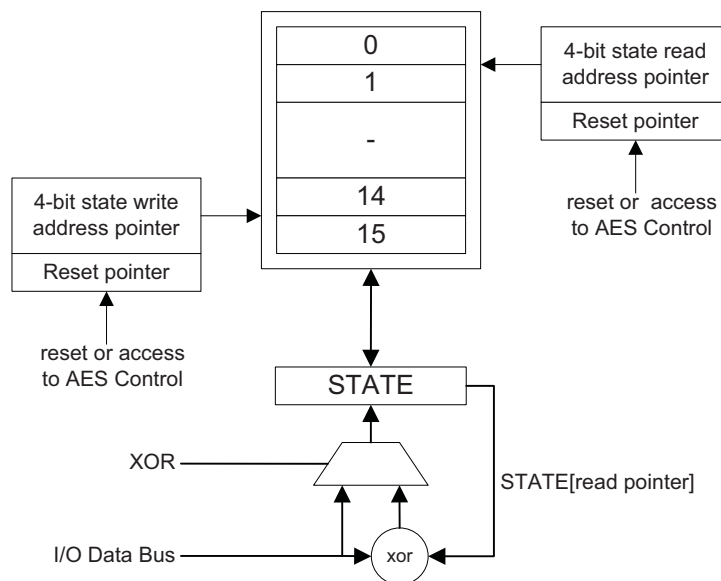 0
1
-
14
15
4-bit state read
address pointer
Reset pointer
reset or access
to AES Control
4-bit state write
address pointer
Reset pointer
reset or access
to AES Control
STATE
XOR
STATE[read pointer]
I/O Data Bus
xor